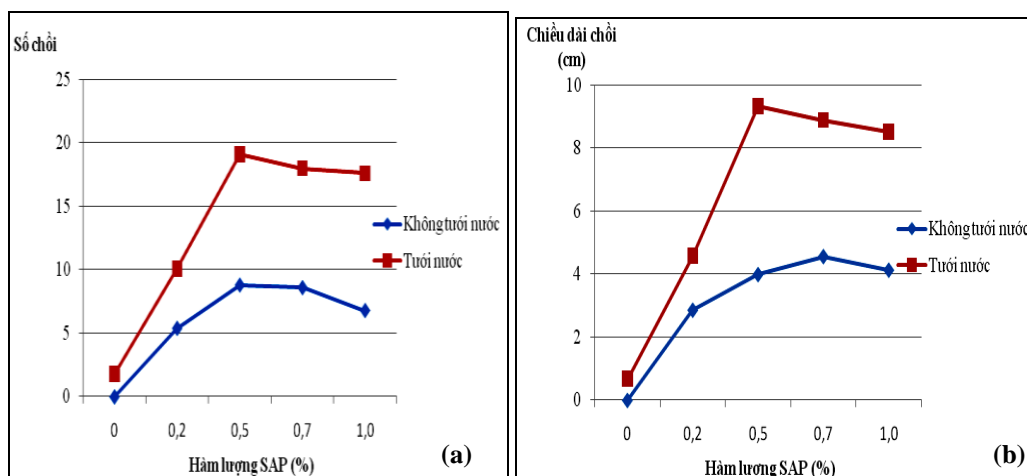 Số chồi
25
20
15
10
5
0
0 0,2 0,5 0,7 1,0
Hàm lượng SAP (%)
Không tưới nước
Tưới nước
(a)
Chiều dài chồi
(cm)
10
8
6
4
2
0
0 0,2 0,5 0,7 1,0
Hàm lượng SAP (%)
Không tưới nước
Tưới nước
(b)